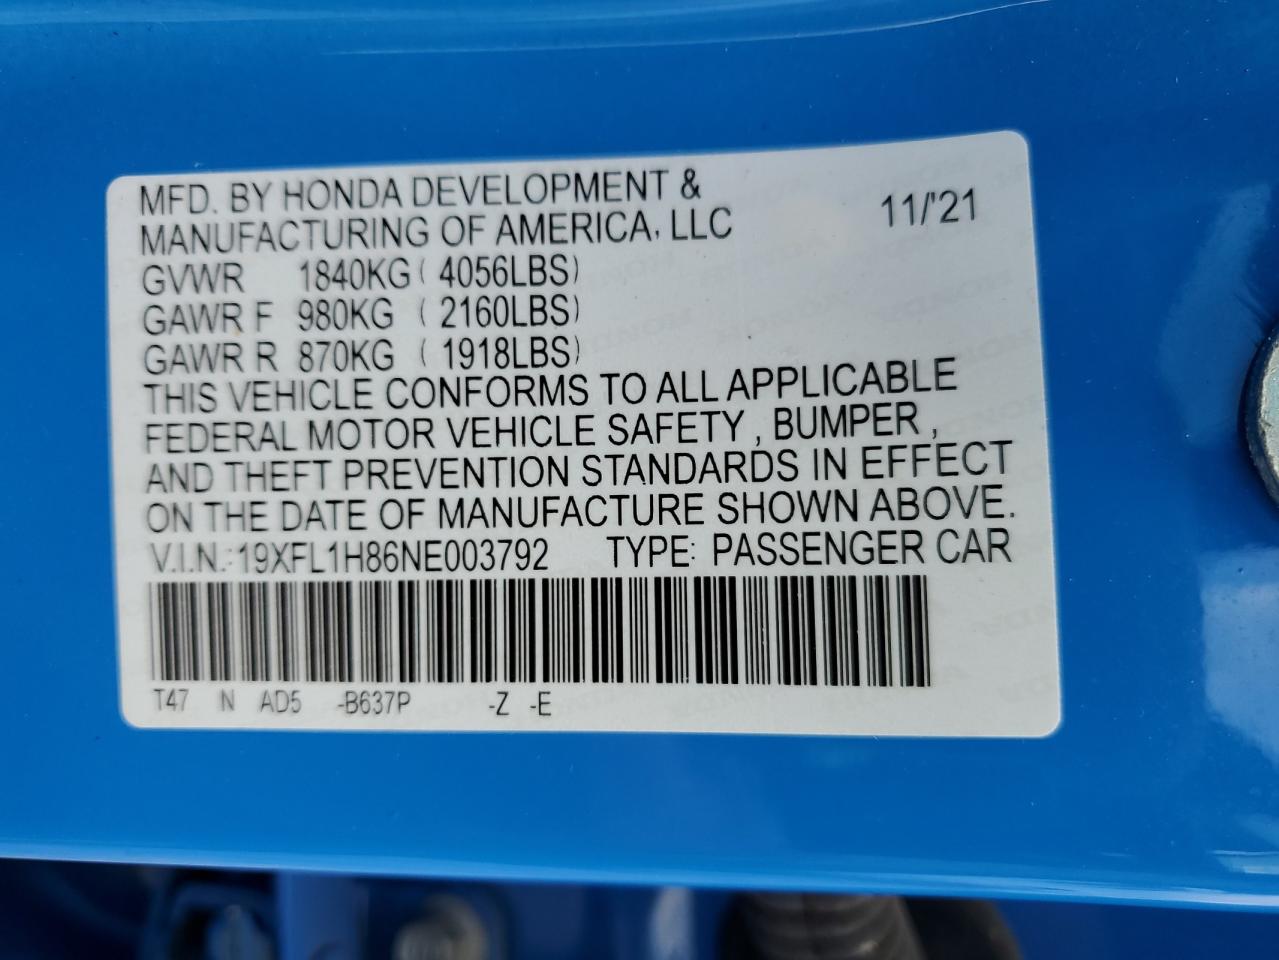 MFD. BY HONDA DEVELOPMENT &
MANUFACTURING OF AMERICA, LLC
11/'21
GVWR 1840KG ( 4056LBS)
GAWR F 980KG ( 2160LBS)
GAWR R 870KG ( 1918LBS)
THIS VEHICLE CONFORMS TO ALL APPLICABLE
FEDERAL MOTOR VEHICLE SAFETY , BUMPER ,
AND THEFT PREVENTION STANDARDS IN EFFECT
ON THE DATE OF MANUFACTURE SHOWN ABOVE.
V.I.N.: 19XFL1H86NE003792 TYPE: PASSENGER CAR
T47 N AD5 -B637P -Z -E